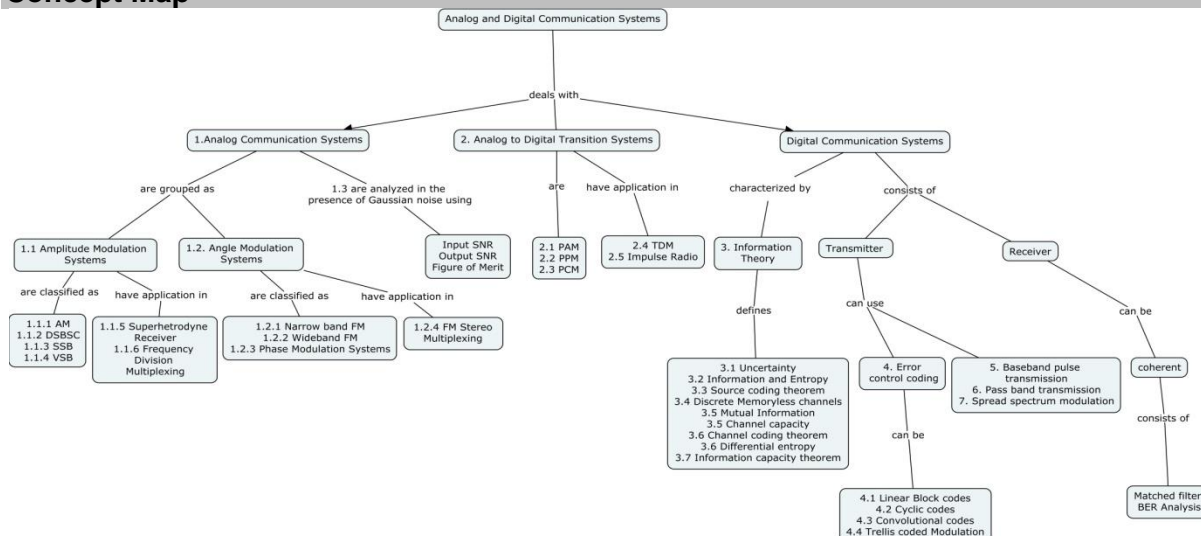 Concept Map
Analog and Digital Communication Systems
deals with
1.Analog Communication Systems
2. Analog to Digital Transition Systems
Digital Communication Systems
are grouped as
1.3 are analyzed in the
presence of Gaussian noise using
are
have application in
characterized by
consists of
1.1 Amplitude Modulation
Systems
1.2. Angle Modulation
Systems
Input SNR
Output SNR
Figure of Merit
2.1 PAM
2.2 PPM
2.3 PCM
2.4 TDM
2.5 Impulse Radio
3. Information
Theory
Transmitter
Receiver
are classified as
have application in
are classified as
have application in
defines
can use
can be
1.1.1 AM
1.1.2 DSBSC
1.1.3 SSB
1.1.4 VSB
1.1.5 Superhetrodyne
Receiver
1.1.6 Frequency
Division
Multiplexing
1.2.1 Narrow band FM
1.2.2 Wideband FM
1.2.3 Phase Modulation Systems
1.2.4 FM Stereo
Multiplexing
3.1 Uncertainty
3.2 Information and Entropy
3.3 Source coding theorem
3.4 Discrete Memoryless channels
3.5 Mutual Information
3.5 Channel capacity
3.6 Channel coding theorem
3.6 Differential entropy
3.7 Information capacity theorem
4. Error
control coding
5. Baseband pulse
transmission
6. Pass band transmission
7. Spread spectrum modulation
coherent
can be
consists of
4.1 Linear Block codes
4.2 Cyclic codes
4.3 Convolutional codes
4.4 Trellis coded Modulation
Matched filter
BER Analysis